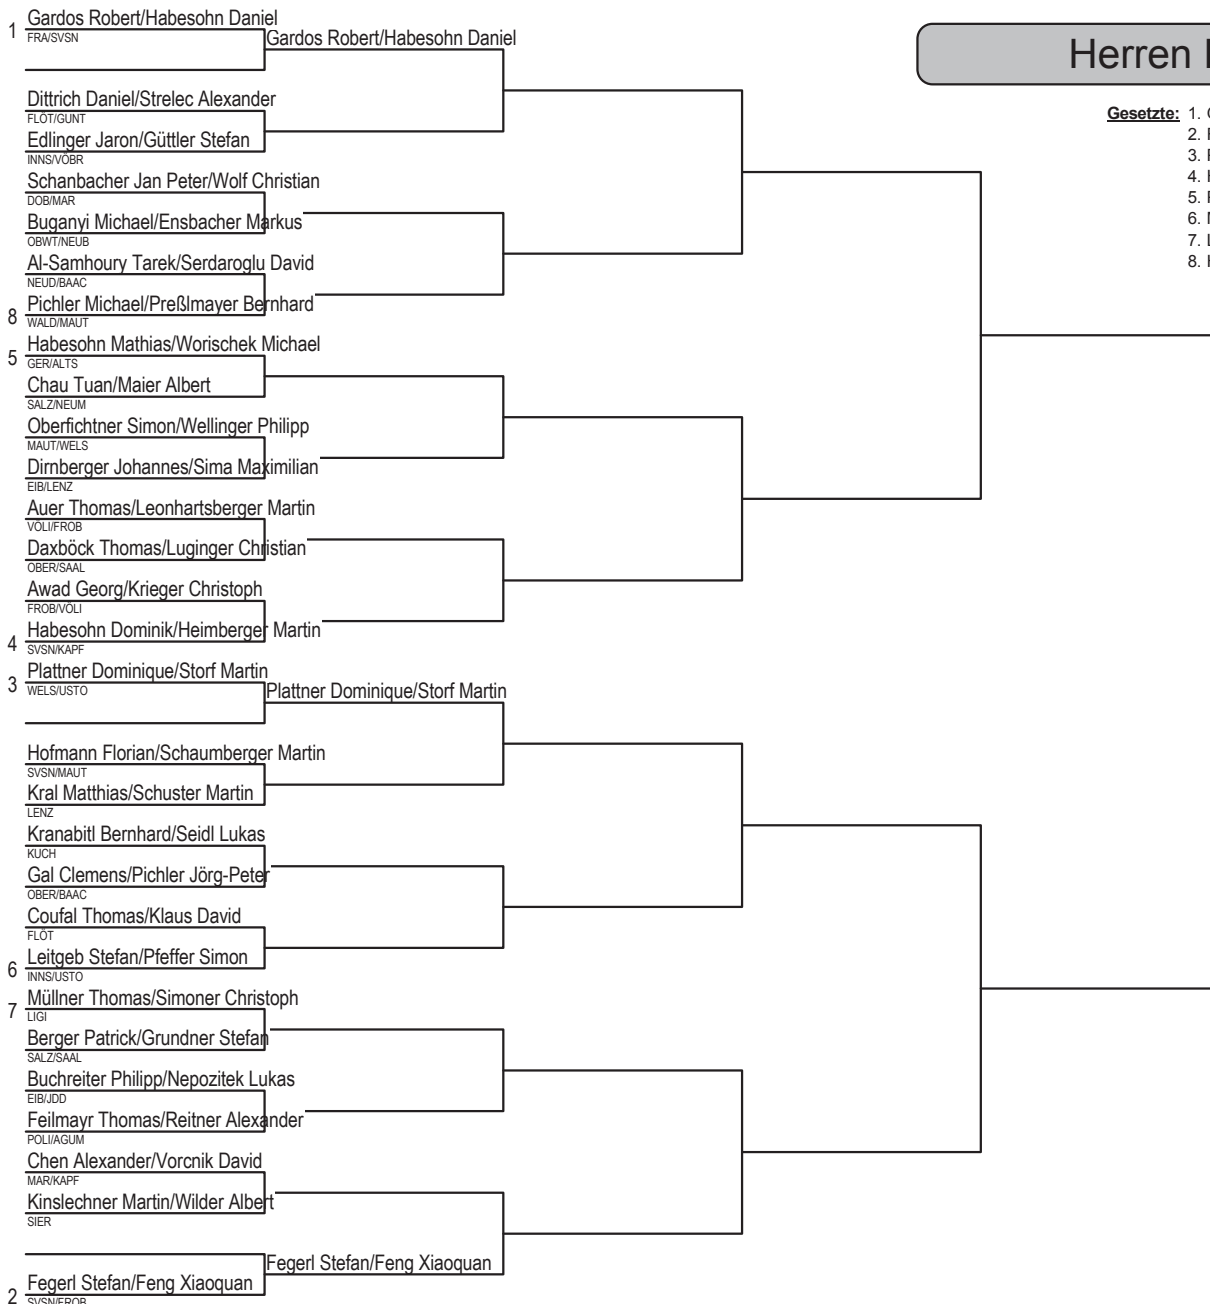 Gardos Robert/Habesohn Daniel
1
FRA/SVSN
Gardos Robert/Habesohn Daniel
Herren
Gesetzte: 1.
2.
3.
4.
5.
6.
7.
8.
Dittrich Daniel/Strelec Alexander
FLÖT/GUNT
Edlinger Jaron/Güttler Stefan
INNS/VÖBR
Schanbacher Jan Peter/Wolf Christian
DOB/MAR
Buganyi Michael/Ensbacher Markus
OBWT/NEUB
Al-Samhoury Tarek/Serdaroglu David
NEUD/BAAC
Pichler Michael/Preßlmayer Bernhard
8
WALD/MAUT
Habesohn Mathias/Worischek Michael
5
GER/ALTS
Chau Tuan/Maier Albert
SALZ/NEUM
Oberfichtner Simon/Wellinger Philipp
MAUT/WELS
Dirnberger Johannes/Sima Maximilian
EIB/LENZ
Auer Thomas/Leonhartsberger Martin
VÖLI/FROB
Daxböck Thomas/Luginger Christian
OBER/SAAL
Awad Georg/Krieger Christoph
FROB/VÖLI
Habesohn Dominik/Heimberger Martin
4
SVSN/KAPF
Plattner Dominique/Storf Martin
3
WELS/USTO
Plattner Dominique/Storf Martin
Hofmann Florian/Schaumberger Martin
SVSN/MAUT
Kral Matthias/Schuster Martin
LENZ
Kranabitl Bernhard/Seidl Lukas
KUCH
Gal Clemens/Pichler Jörg-Peter
OBER/BAAC
Coufal Thomas/Klaus David
FLÖT
Leitgeb Stefan/Pfeffer Simon
6
INNS/USTO
Müllner Thomas/Simoner Christoph
7
LIGI
Berger Patrick/Grundner Stefan
SALZ/SAAL
Buchreiter Philipp/Nepozitek Lukas
EIB/JDD
Feilmayr Thomas/Reitner Alexander
POLI/AGUM
Chen Alexander/Vorcnik David
MAR/KAPF
Kinslechner Martin/Wilder Albert
SIER
Fegerl Stefan/Feng Xiaoquan
Fegerl Stefan/Feng Xiaoquan
2
SVSN/FROB